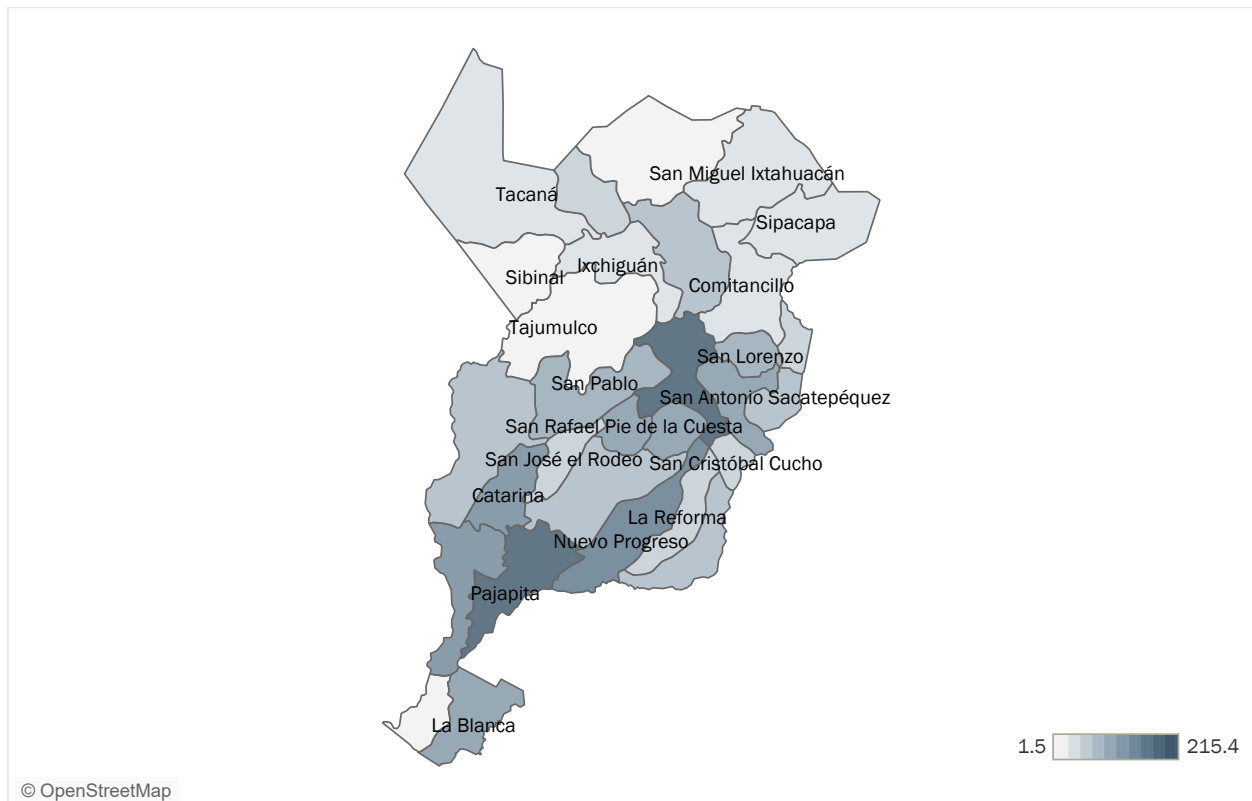 San Miguel Ixtahuacán
Tacaná
Sipacapa
Ixchiguán
Sibinal
Comitancillo
Tajumulco
San Lorenzo
San Pablo
San Antonio Sacatepéquez
San Rafael Pie de la Cuesta
San José el Rodeo
San Cristóbal Cucho
Catarina
La Reforma
Nuevo Progreso
Pajapita
La Blanca
1.5 215.4
© OpenStreetMap